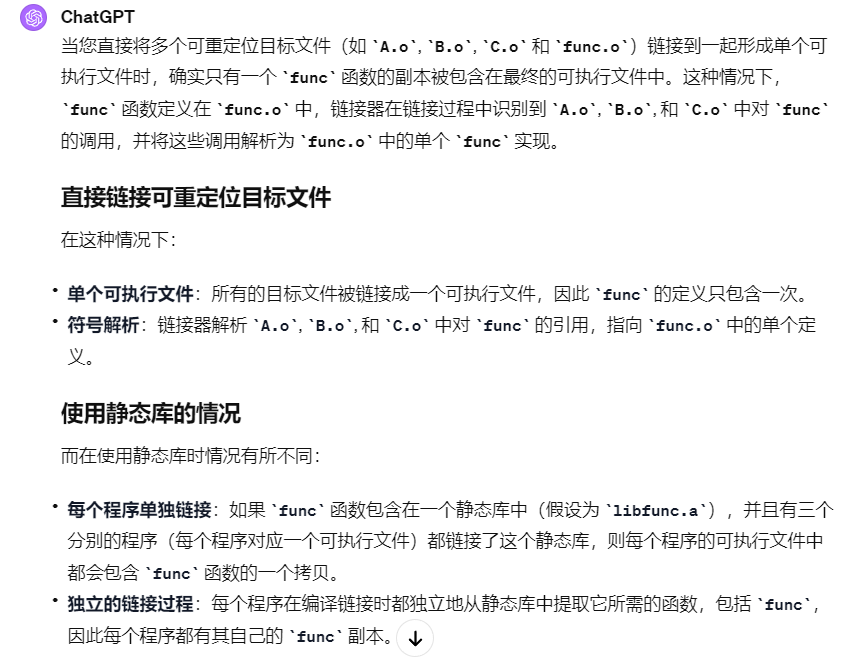 ChatGPT
当您直接将多个可重定位目标文件（如 `A.o`, `B.o`, `C.o` 和 `func.o`）链接到一起形成单个可
执行文件时，确实只有一个 `func` 函数的副本被包含在最终的可执行文件中。这种情况下，
`func` 函数定义在 `func.o` 中，链接器在链接过程中识别到 `A.o`, `B.o`, 和 `C.o` 中对 `func`
的调用，并将这些调用解析为 `func.o` 中的单个 `func` 实现。
直接链接可重定位目标文件
在这种情况下：
• 单个可执行文件：所有的目标文件被链接成一个可执行文件，因此 `func` 的定义只包含一次。
• 符号解析：链接器解析 `A.o`, `B.o`, 和 `C.o` 中对 `func` 的引用，指向 `func.o` 中的单个定
义。
使用静态库的情况
而在使用静态库时情况有所不同：
• 每个程序单独链接：如果 `func` 函数包含在一个静态库中（假设为 `libfunc.a`），并且有三个
分别的程序（每个程序对应一个可执行文件）都链接了这个静态库，则每个程序的可执行文件中
都会包含 `func` 函数的一个拷贝。
• 独立的链接过程：每个程序在编译链接时都独立地从静态库中提取它所需的函数，包括 `func`，
因此每个程序都有其自己的 `func` 副本。